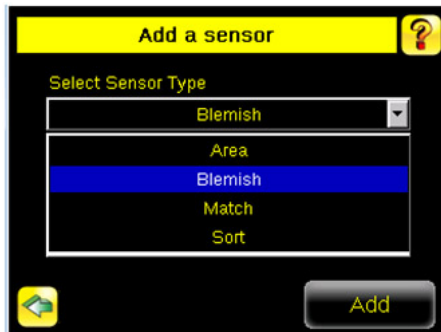 Add a sensor
?
Select Sensor Type
Blemish
Area
Blemish
Match
Sort
Add